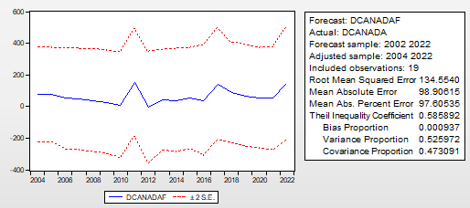 600
400
200
0
-200
-400
2004 2006 2008 2010 2012 2014 2016 2018 2020 2022
DCANADAF ± 2 S.E.
Forecast: DCANADAF
Actual: DCANADA
Forecast sample: 2002 2022
Adjusted sample: 2004 2022
Included observations: 19
Root Mean Squared Error 134.5540
Mean Absolute Error 98.90615
Mean Abs. Percent Error 97.60535
Theil Inequality Coefficient 0.585892
Bias Proportion 0.000937
Variance Proportion 0.525972
Covariance Proportion 0.473091